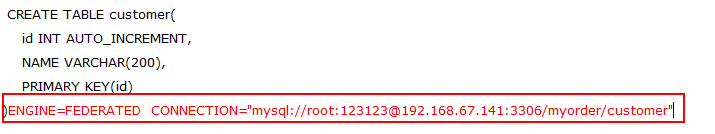 CREATE TABLE customer(
id INT AUTO_INCREMENT,
NAME VARCHAR(200),
PRIMARY KEY(id)
)ENGINE=FEDERATED CONNECTION="mysql://root:123123@192.168.67.141:3306/myorder/customer"